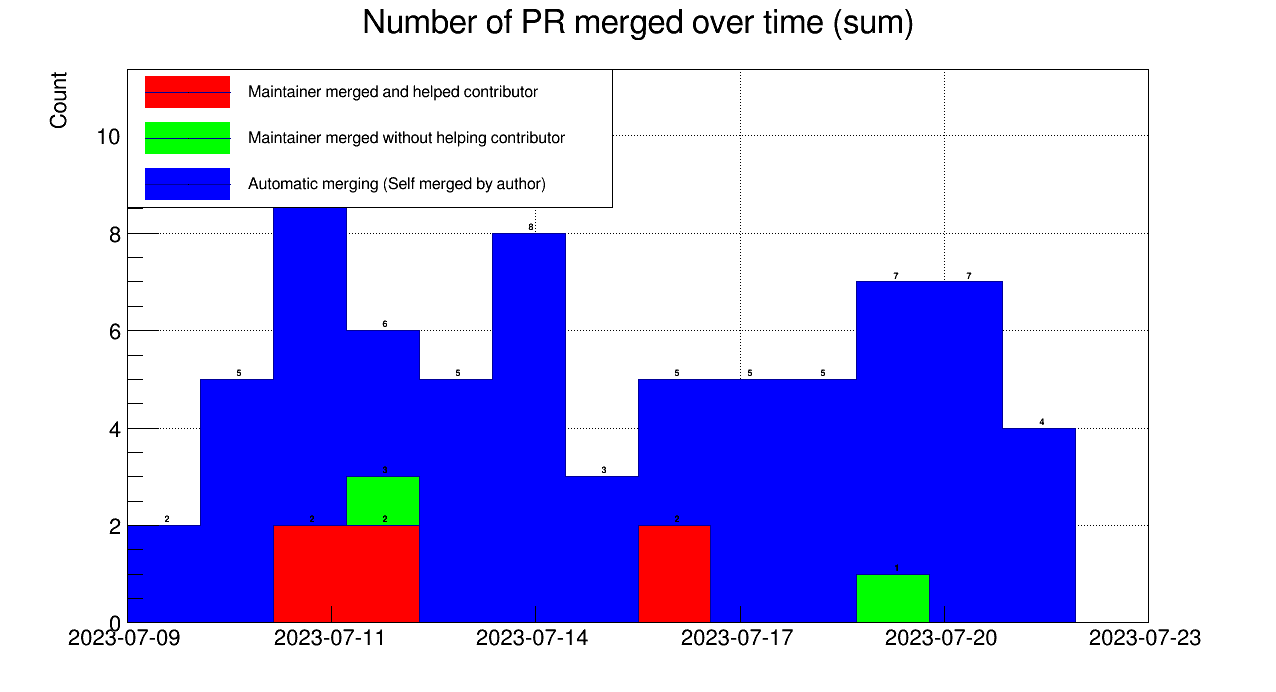 Number of PR merged over time (sum)
Count
Maintainer merged and helped contributor
Maintainer merged without helping contributor
Automatic merging (Self merged by author)
10
8
8
7 7
6
6
5 5 5 5 5
4
4
3 3
2
2 2 2 2
1
0
2023-07-09 2023-07-11 2023-07-14 2023-07-17 2023-07-20 2023-07-23